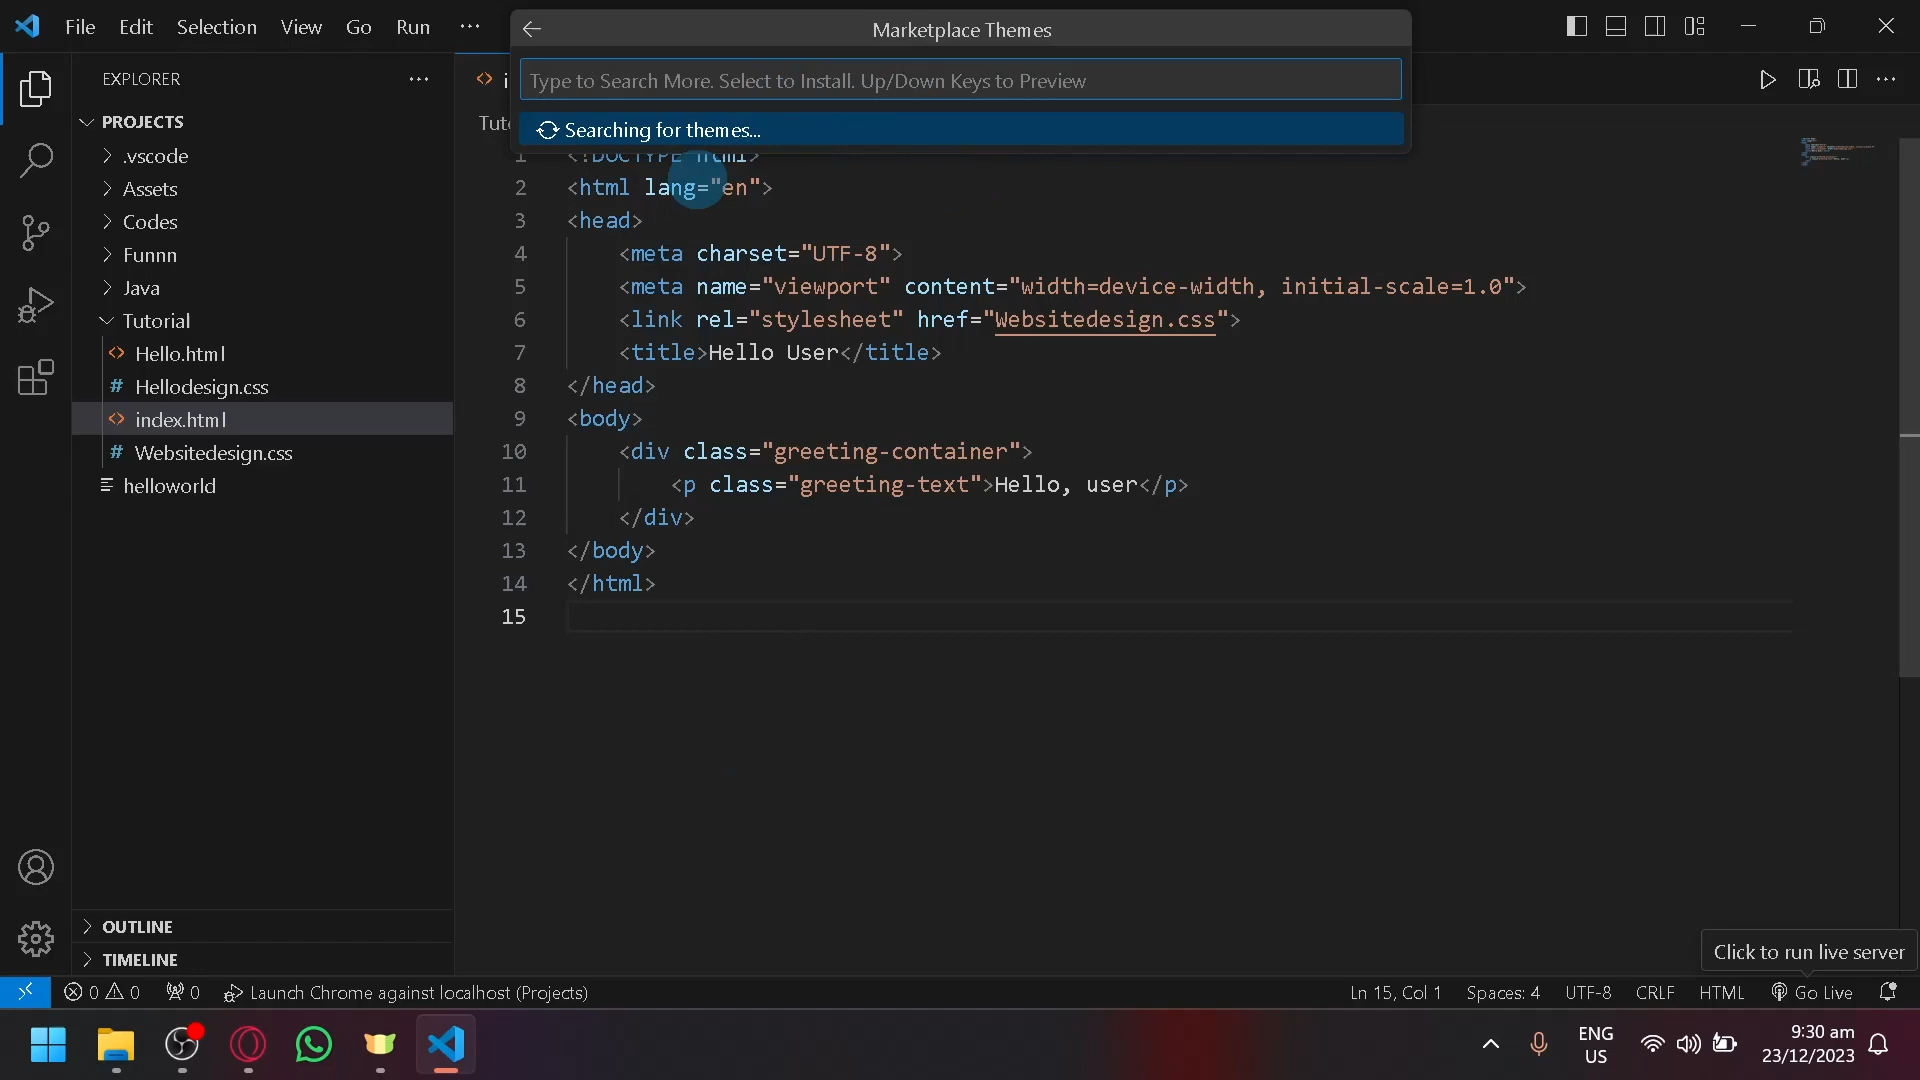 File Edit Selection View Go Run ···
Marketplace Themes
Type to Search More. Select to Install. Up/Down Keys to Preview
Searching for themes...
EXPLORER
PROJECTS
.vscode
Assets
Codes
Funnn
Java
Tutorial
Hello.html
Hellodesign.css
index.html
Websitedesign.css
helloworld
OUTLINE
TIMELINE
1 <!DOCTYPE html>
2 <html lang="en">
3 <head>
4 <meta charset="UTF-8">
5 <meta name="viewport" content="width=device-width, initial-scale=1.0">
6 <link rel="stylesheet" href="Websitedesign.css">
7 <title>Hello User</title>
8 </head>
9 <body>
10 <div class="greeting-container">
11 <p class="greeting-text">Hello, user</p>
12 </div>
13 </body>
14 </html>
15
Click to run live server
0 0 0 Launch Chrome against localhost (Projects) Ln 15, Col 1 Spaces: 4 UTF-8 CRLF HTML Go Live
ENG
US
9:30 am
23/12/2023